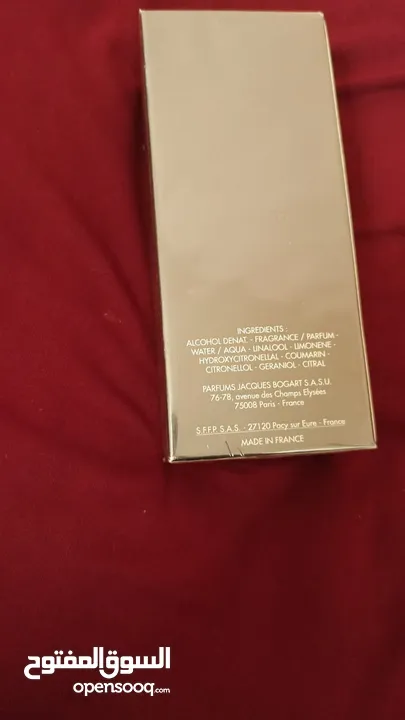 INGREDIENTS :
ALCOHOL DENAT. - FRAGRANCE / PARFUM -
WATER / AQUA - LINALOOL - LIMONENE -
HYDROXYCITRONELLAL - COUMARIN -
CITRONELLOL - GERANIOL - CITRAL
PARFUMS JACQUES BOGART S.A.S.U.
76-78, avenue des Champs Elysées
75008 Paris - France
S.F.F.P. S.A.S. - 27120 Pacy sur Eure - France
MADE IN FRANCE
السوق المفتوح
opensooq.com